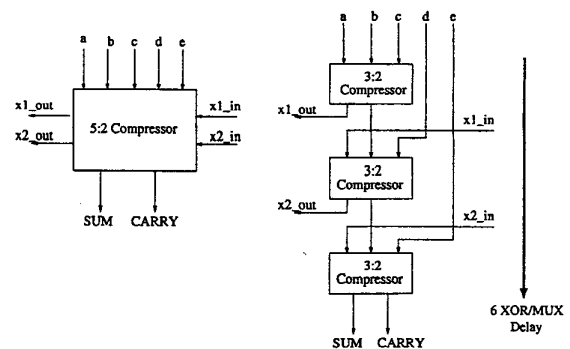 a b c d e
x1_out
x1_in
5:2 Compressor
x2_out
x2_in
SUM CARRY
a b c d e
3:2
Compressor
x1_out
x1_in
3:2
Compressor
x2_out
x2_in
3:2
Compressor
SUM CARRY
6 XOR/MUX
Delay